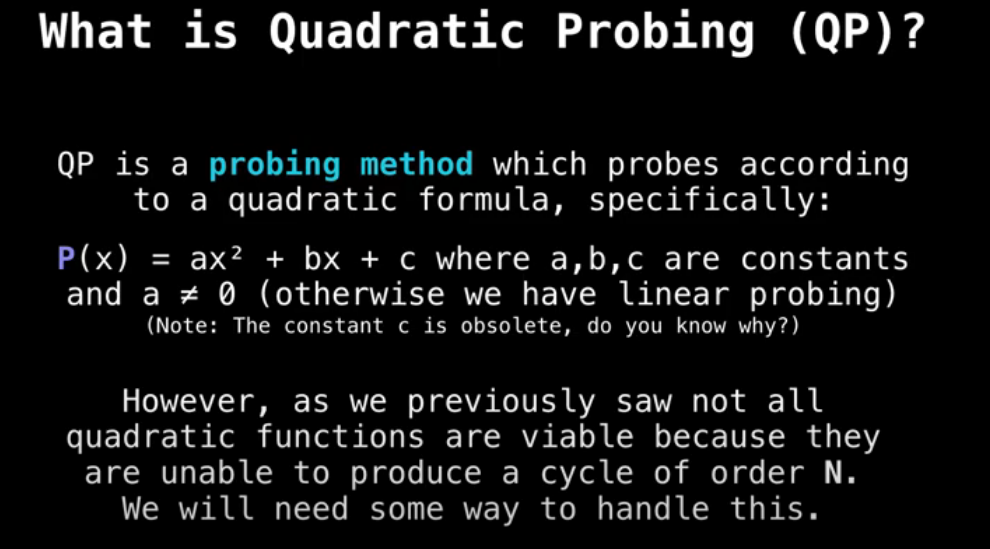 What is Quadratic Probing (QP)?
QP is a probing method which probes according
to a quadratic formula, specifically:
P(x) = ax² + bx + c where a,b,c are constants
and a ≠ 0 (otherwise we have linear probing)
(Note: The constant c is obsolete, do you know why?)
However, as we previously saw not all
quadratic functions are viable because they
are unable to produce a cycle of order N.
We will need some way to handle this.